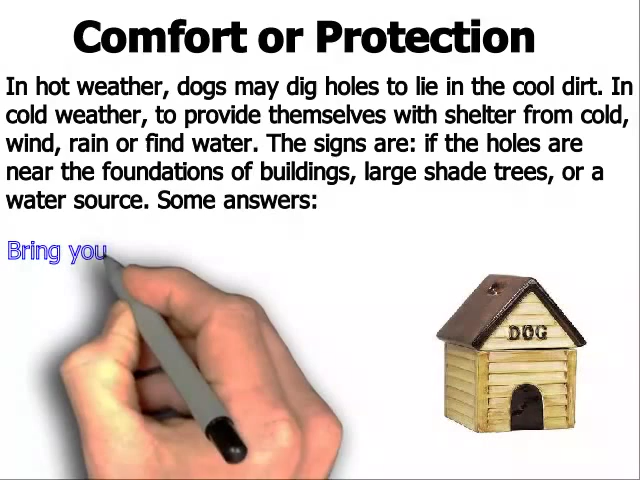 Comfort or Protection
In hot weather, dogs may dig holes to lie in the cool dirt. In
cold weather, to provide themselves with shelter from cold,
wind, rain or find water. The signs are: if the holes are
near the foundations of buildings, large shade trees, or a
water source. Some answers:
Bring you
DOG